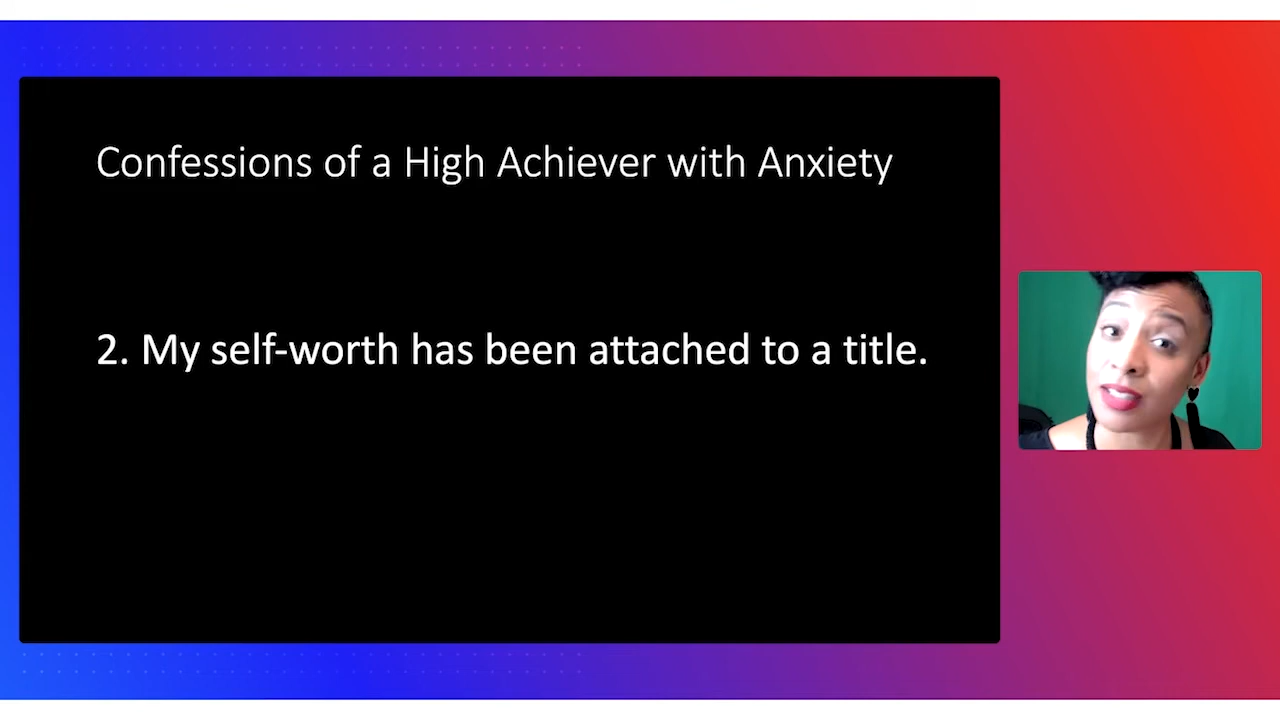 Confessions of a High Achiever with Anxiety
2. My self-worth has been attached to a title.